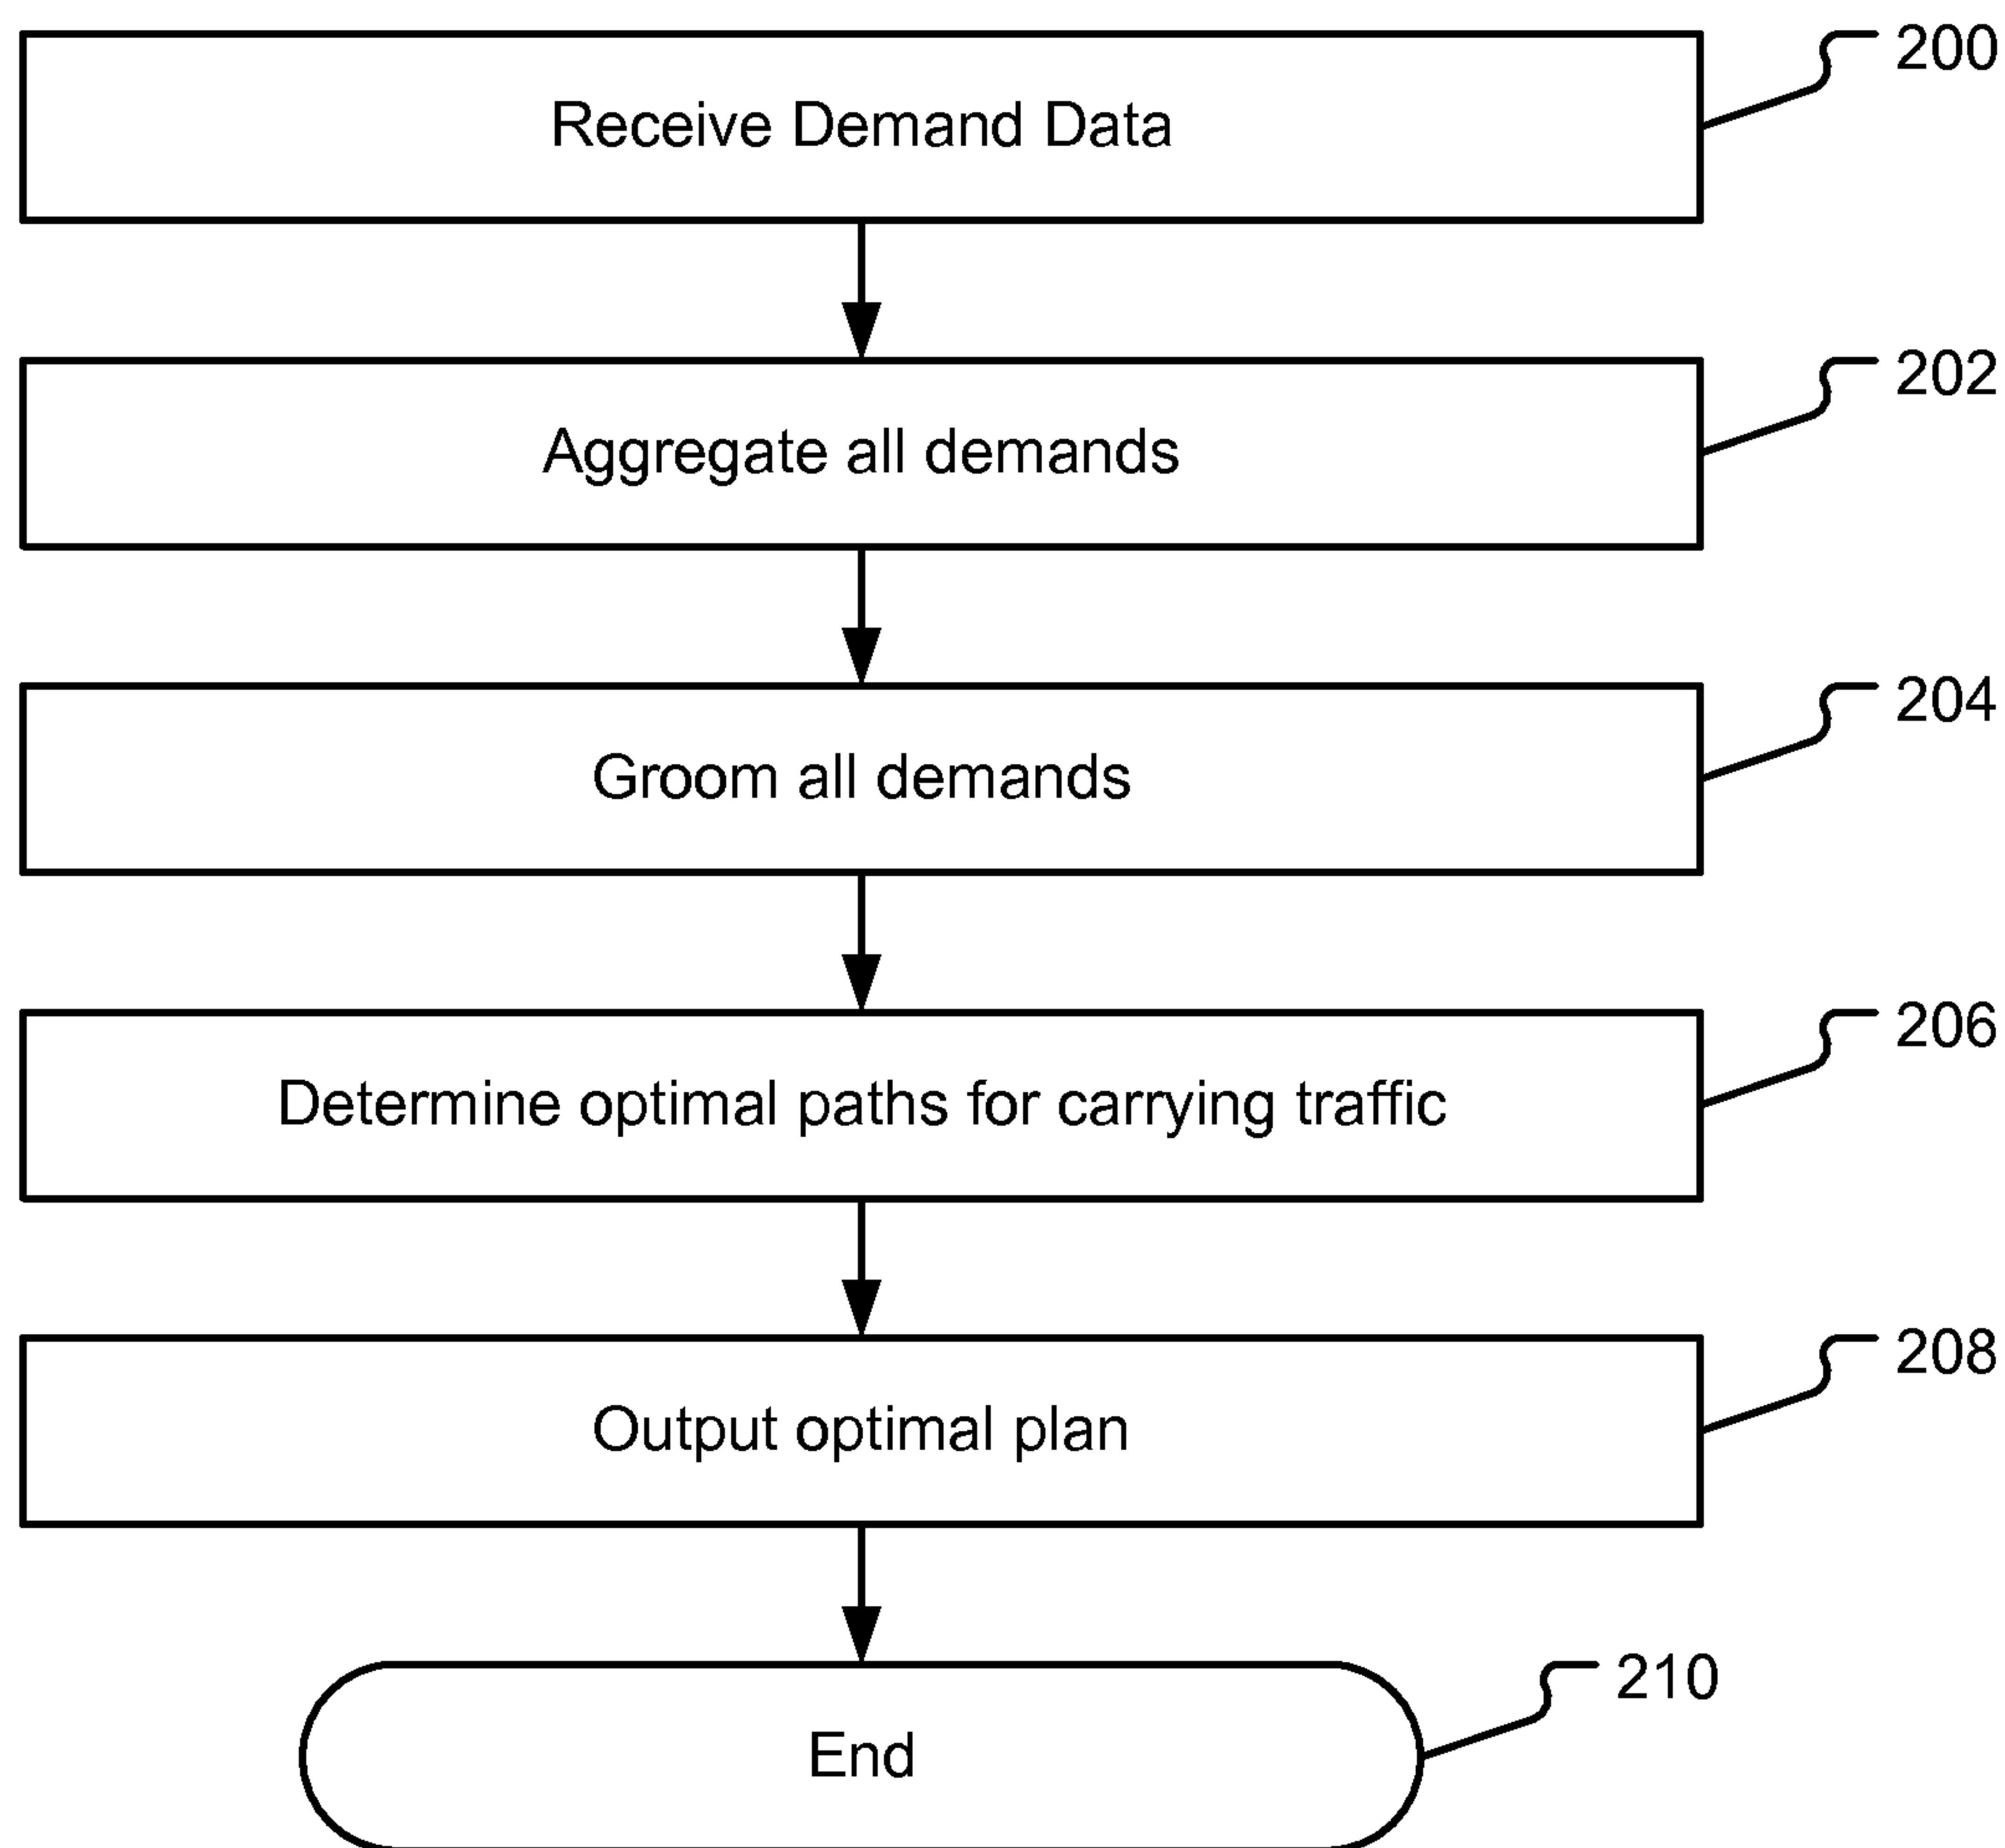 Receive Demand Data
200
Aggregate all demands
202
Groom all demands
204
Determine optimal paths for carrying traffic
206
Output optimal plan
208
End
210